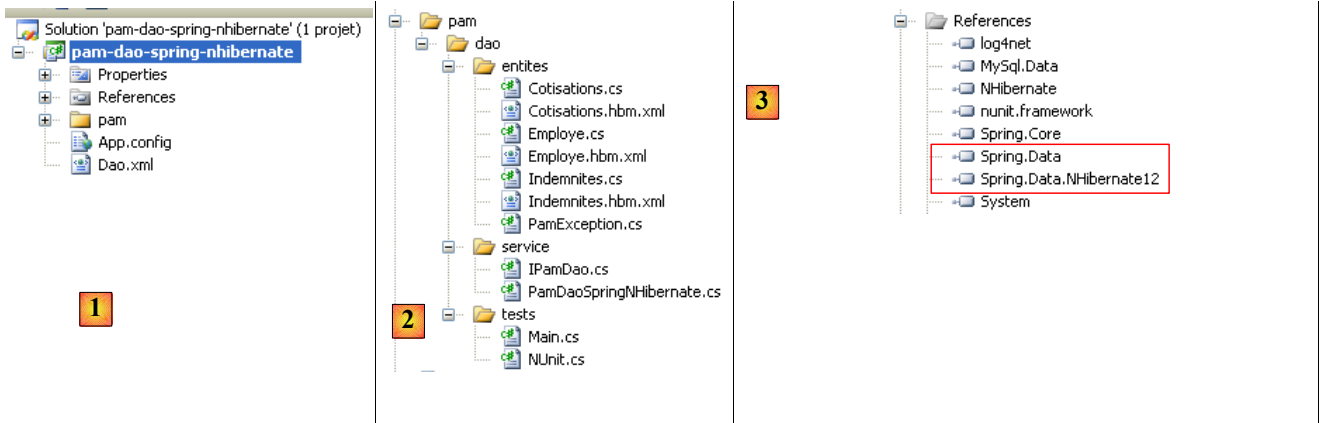 Solution 'pam-dao-spring-nhibernate' (1 projet)
pam-dao-spring-nhibernate
Properties
References
pam
App.config
Dao.xml
1
pam
dao
entites
Cotisations.cs
Cotisations.hbm.xml
Employe.cs
Employe.hbm.xml
Indemnites.cs
Indemnites.hbm.xml
PamException.cs
service
IPamDao.cs
PamDaoSpringNHibernate.cs
tests
Main.cs
NUnit.cs
2
3
References
log4net
MySql.Data
NHibernate
nunit.framework
Spring.Core
Spring.Data
Spring.Data.NHibernate12
System